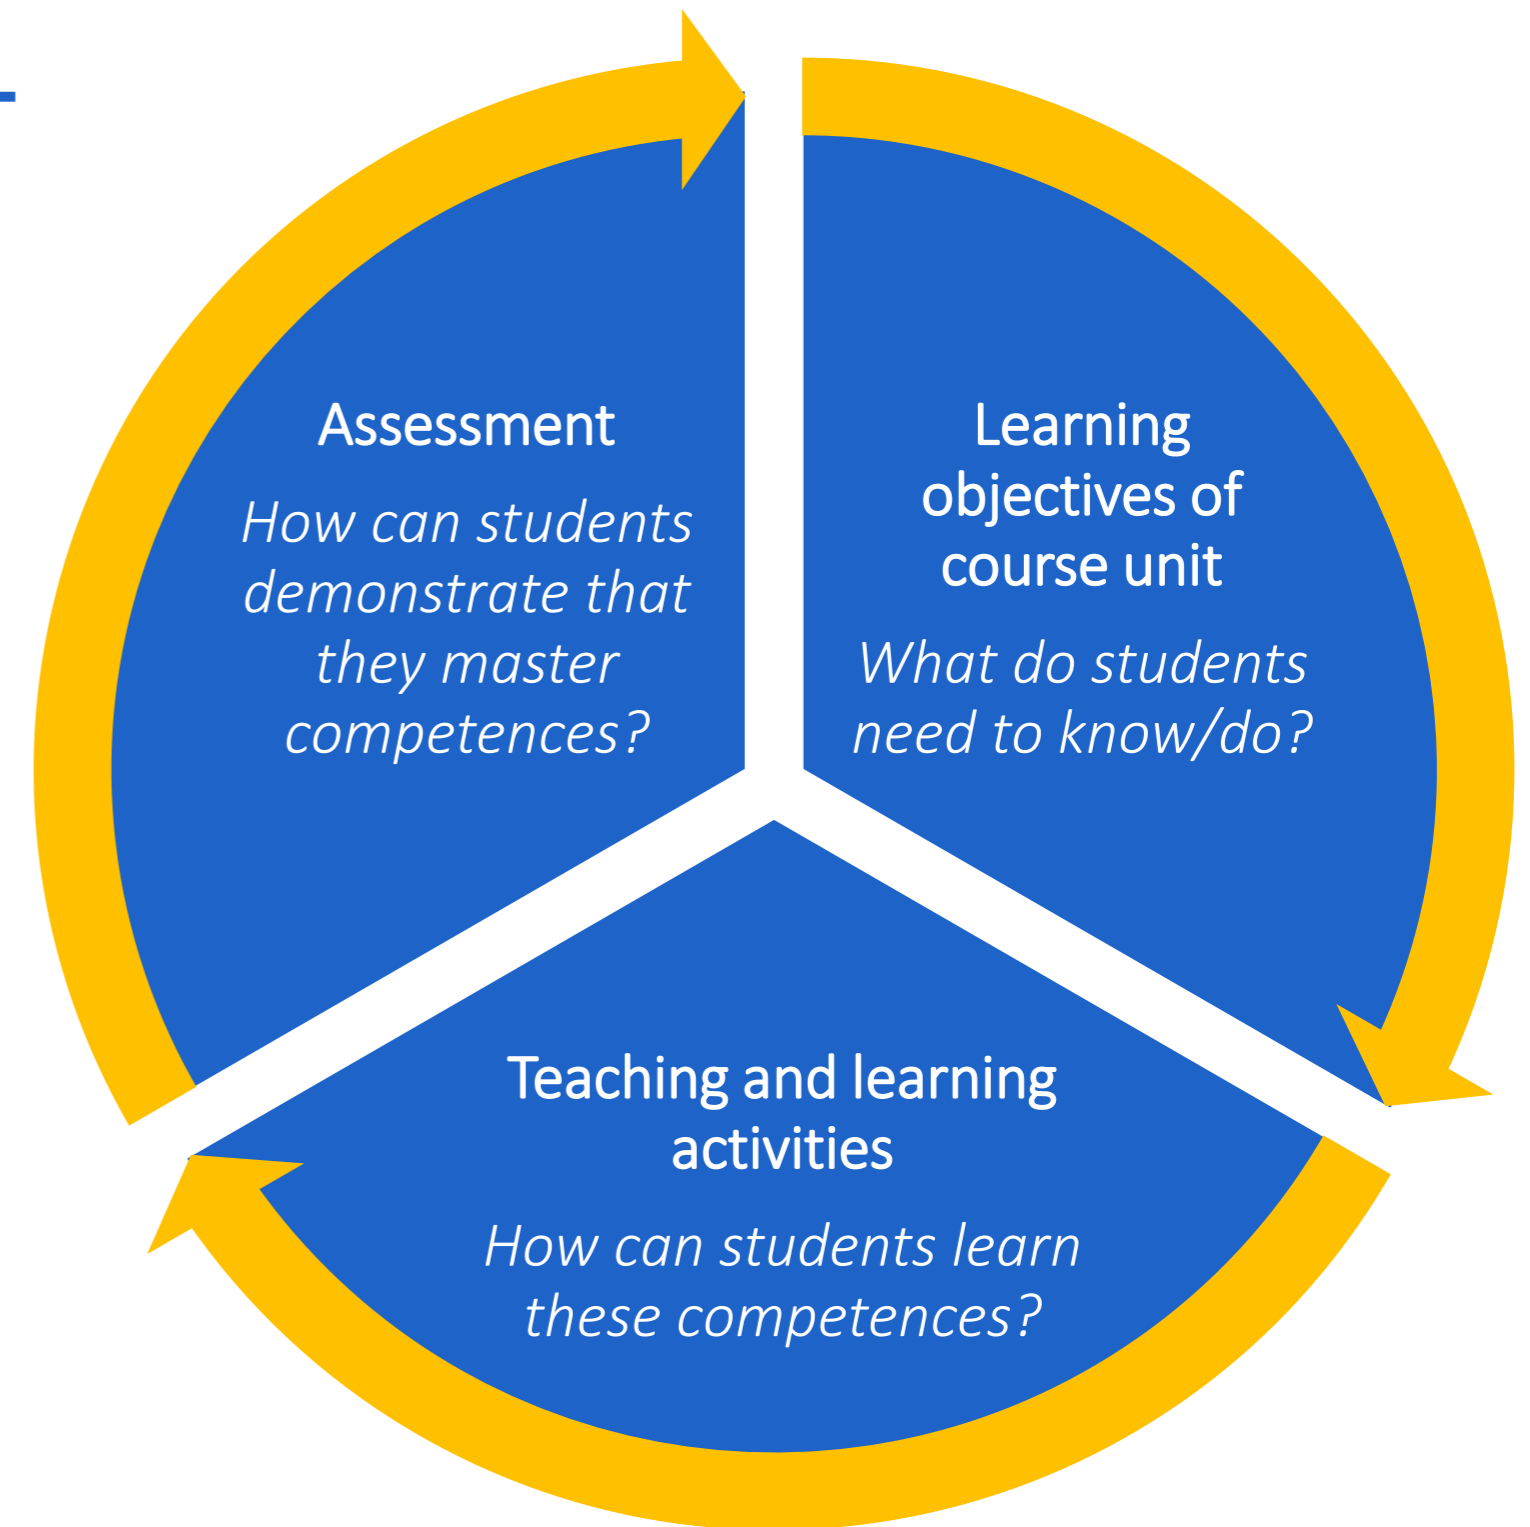 Assessment
How can students
demonstrate that
they master
competences?
Learning
objectives of
course unit
What do students
need to know/do?
Teaching and learning
activities
How can students learn
these competences?